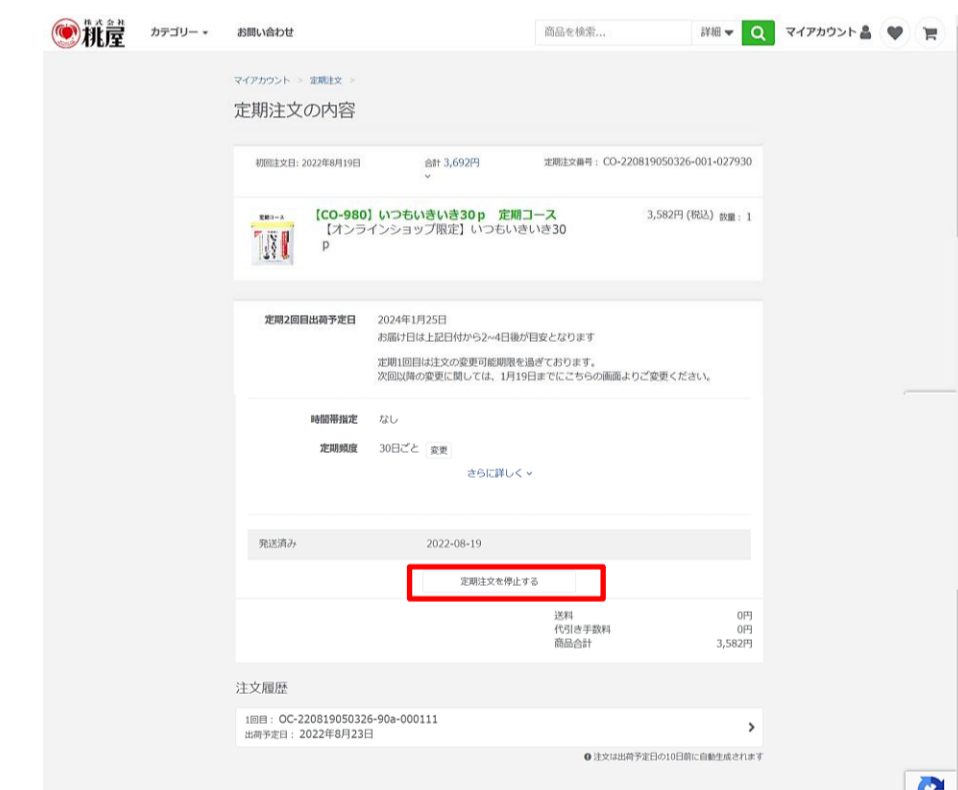 株式会社
桃屋
カテゴリー
お問い合わせ
商品を検索...
詳細
マイアカウント
マイアカウント > 定期注文 >
定期注文の内容
初回注文日: 2022年8月19日
合計 3,692円
定期注文番号： CO-220819050326-001-027930
定期コース
【CO-980】いつもいきいき30ｐ 定期コース
3,582円 (税込) 数量： 1
【オンラインショップ限定】いつもいきいき30
ｐ
定期2回目出荷予定日
2024年1月25日
お届け日は上記日付から2~4日後が目安となります
定期1回目は注文の変更可能期限を過ぎております。
次回以降の変更に関しては、1月19日までにこちらの画面よりご変更ください。
時間帯指定
なし
定期頻度
30日ごと
変更
さらに詳しく
発送済み
2022-08-19
定期注文を停止する
送料
0円
代引き手数料
0円
商品合計
3,582円
注文履歴
1回目： OC-220819050326-90a-000111
出荷予定日： 2022年8月23日
注文は出荷予定日の10日前に自動生成されます